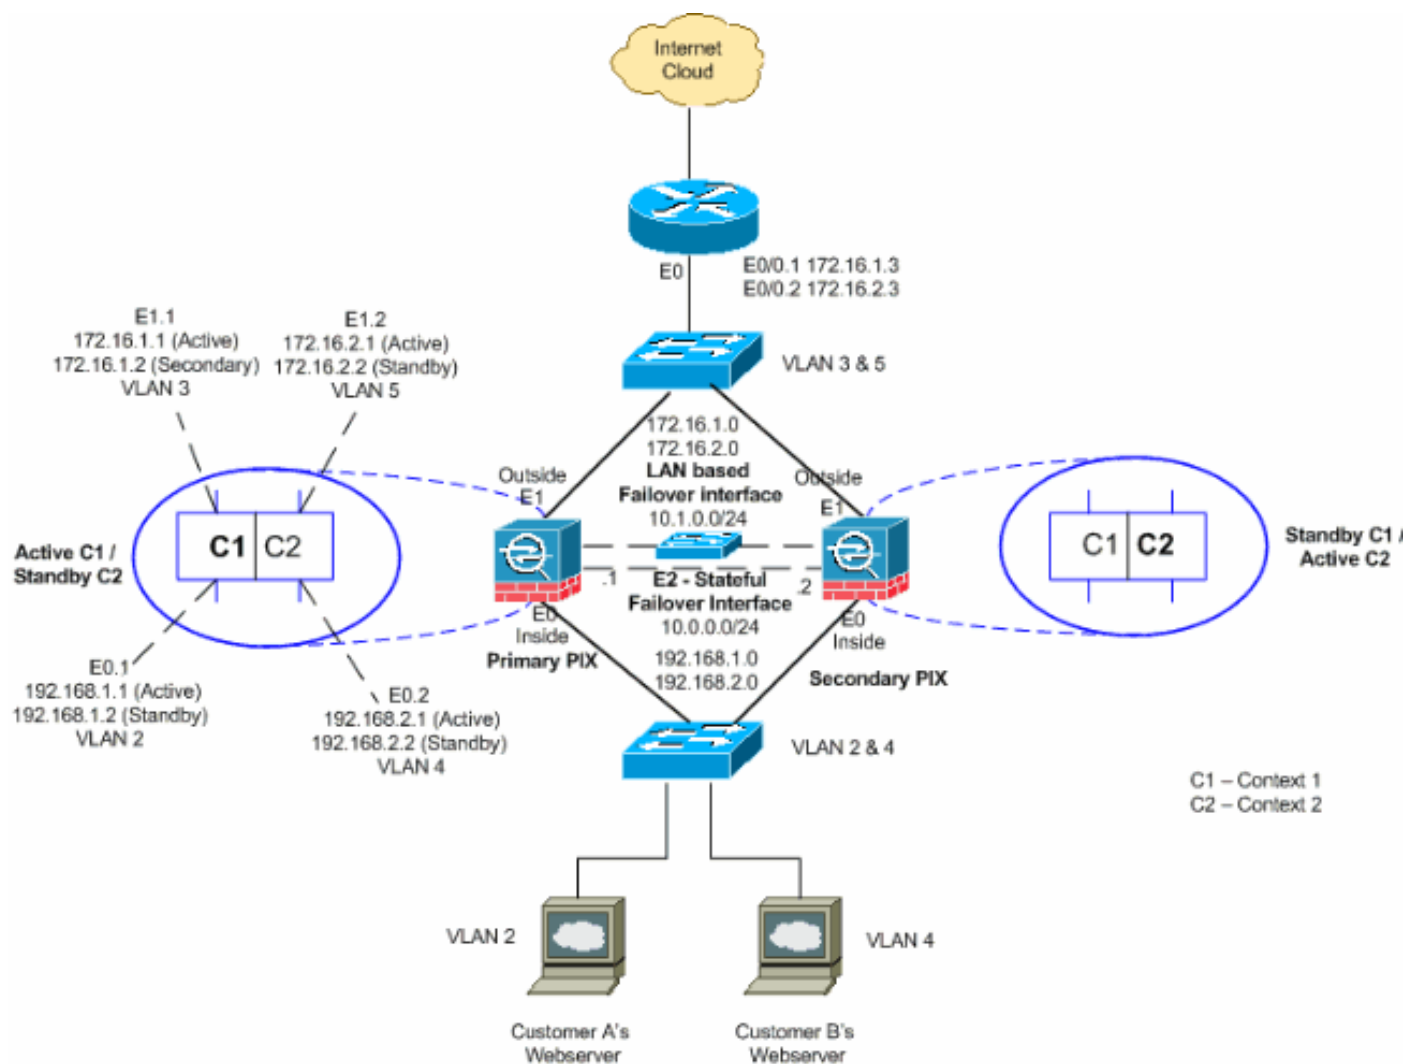 Internet
Cloud
E0
E0/0.1 172.16.1.3
E0/0.2 172.16.2.3
E1.1
172.16.1.1 (Active)
172.16.1.2 (Secondary)
VLAN 3
E1.2
172.16.2.1 (Active)
172.16.2.2 (Standby)
VLAN 5
VLAN 3 & 5
172.16.1.0
172.16.2.0
LAN based
Failover interface
10.1.0.0/24
Outside
E1
Outside
E1
Active C1 /
Standby C2
C1
C2
C1
C2
Standby C1 /
Active C2
.1
E2 - Stateful
Failover Interface
10.0.0.0/24
.2
E0
Inside
Primary PIX
E0
Inside
Secondary PIX
192.168.1.0
192.168.2.0
E0.1
192.168.1.1 (Active)
192.168.1.2 (Standby)
VLAN 2
E0.2
192.168.2.1 (Active)
192.168.2.2 (Standby)
VLAN 4
VLAN 2 & 4
C1 – Context 1
C2 – Context 2
VLAN 2
VLAN 4
Customer A's
Webserver
Customer B's
Webserver